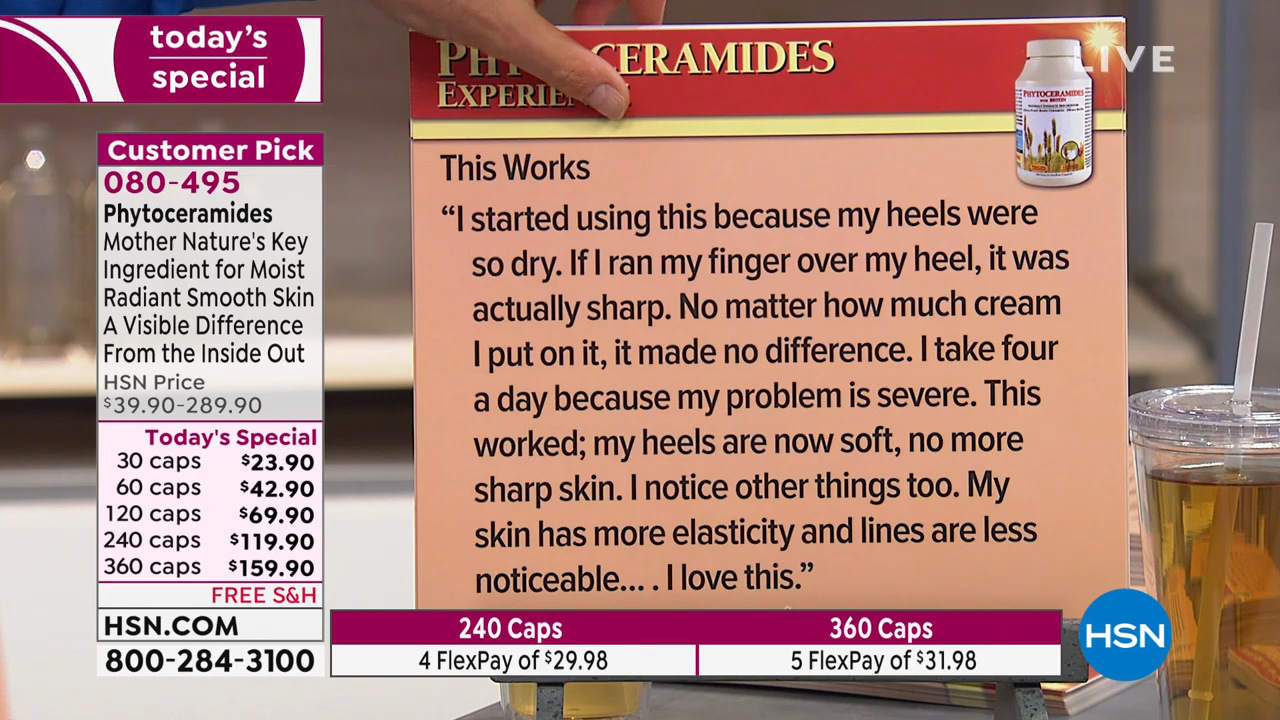 today's
special
Customer Pick
080-495
Phytoceramides
Mother Nature's Key
Ingredient for Moist
Radiant Smooth Skin
A Visible Difference
From the Inside Out
HSN Price
$39.90-289.90
Today's Special
30 caps $23.90
60 caps $42.90
120 caps $69.90
240 caps $119.90
360 caps $159.90
FREE S&H
HSN.COM
800-284-3100
CERAMIDES
LIVE
PHYTOCERAMIDES
WITH BIOTIN
This Works
“I started using this because my heels were
so dry. If I ran my finger over my heel, it was
actually sharp. No matter how much cream
I put on it, it made no difference. I take four
a day because my problem is severe. This
worked; my heels are now soft, no more
sharp skin. I notice other things too. My
skin has more elasticity and lines are less
noticeable... . I love this.”
240 Caps
4 FlexPay of $29.98
360 Caps
5 FlexPay of $31.98
HSN